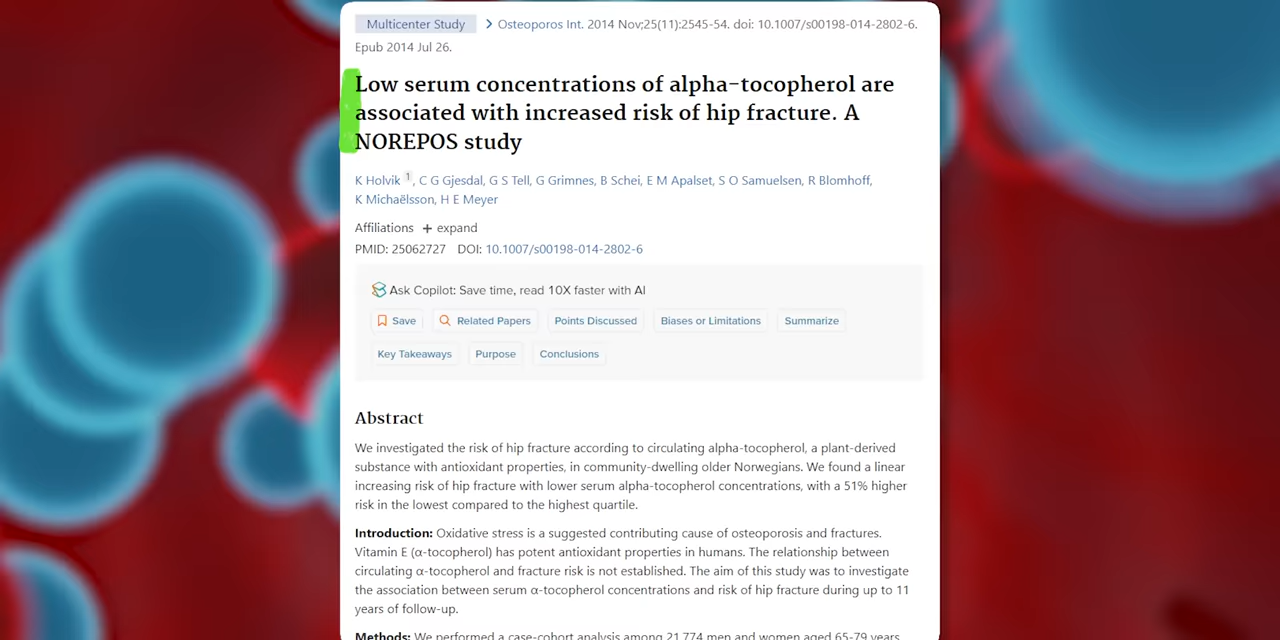 Multicenter Study > Osteoporos Int. 2014 Nov;25(11):2545-54. doi: 10.1007/s00198-014-2802-6.
Epub 2014 Jul 26.
Low serum concentrations of alpha-tocopherol are
associated with increased risk of hip fracture. A
NOREPOS study
K Holvik 1, C G Gjesdal, G S Tell, G Grimnes, B Schei, E M Apalset, S O Samuelsen, R Blomhoff,
K Michaëlsson, H E Meyer
Affiliations + expand
PMID: 25062727 DOI: 10.1007/s00198-014-2802-6
Ask Copilot: Save time, read 10X faster with AI
Save Related Papers Points Discussed Biases or Limitations Summarize
Key Takeaways Purpose Conclusions
Abstract
We investigated the risk of hip fracture according to circulating alpha-tocopherol, a plant-derived
substance with antioxidant properties, in community-dwelling older Norwegians. We found a linear
increasing risk of hip fracture with lower serum alpha-tocopherol concentrations, with a 51% higher
risk in the lowest compared to the highest quartile.
Introduction: Oxidative stress is a suggested contributing cause of osteoporosis and fractures.
Vitamin E (α-tocopherol) has potent antioxidant properties in humans. The relationship between
circulating α-tocopherol and fracture risk is not established. The aim of this study was to investigate
the association between serum α-tocopherol concentrations and risk of hip fracture during up to 11
years of follow-up.
Methods: We performed a case-cohort analysis among 21,774 men and women aged 65-79 years